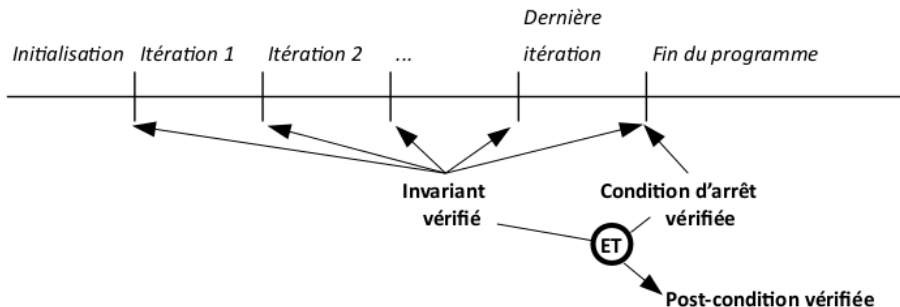 Dernière
Initialisation Itération 1 Itération 2 ... itération Fin du programme
Invariant
vérifié
Condition d'arrêt
vérifiée
ET
Post-condition vérifiée